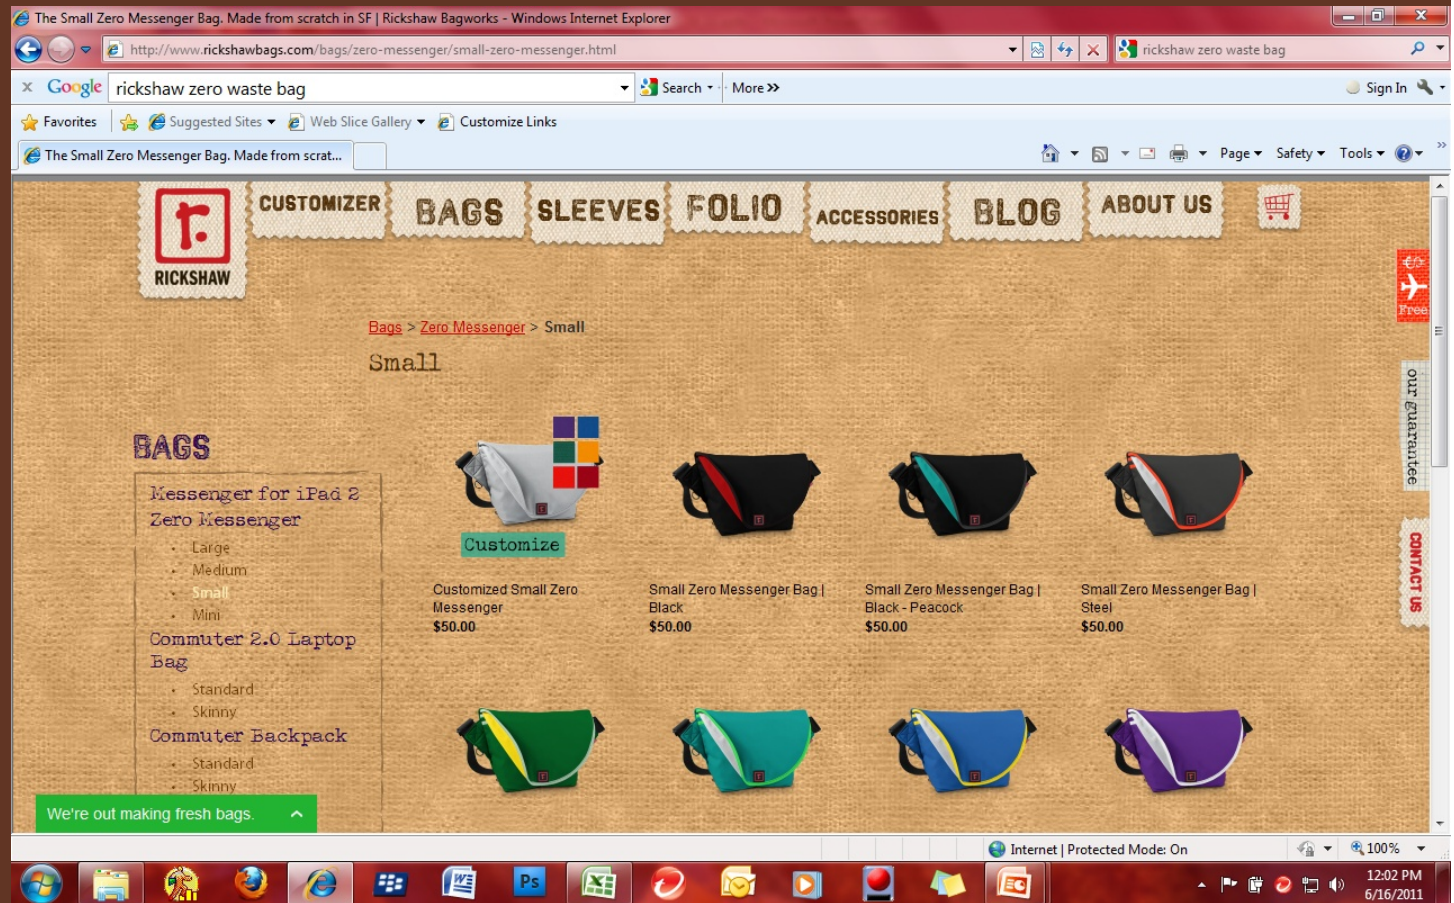 The Small Zero Messenger Bag. Made from scratch in SF | Rickshaw Bagworks - Windows Internet Explorer
http://www.rickshawbags.com/bags/zero-messenger/small-zero-messenger.html
rickshaw zero waste bag
x Google rickshaw zero waste bag Search More >> Sign In
Favorites Suggested Sites Web Slice Gallery Customize Links
The Small Zero Messenger Bag. Made from scrat... Page Safety Tools
r.
RICKSHAW
CUSTOMIZER BAGS SLEEVES FOLIO ACCESSORIES BLOG ABOUT US
Free
our guarantee
CONTACT US
Bags > Zero Messenger > Small
Small
BAGS
Messenger for iPad 2
Zero Messenger
Large
Medium
Small
Mini
Commuter 2.0 Laptop
Bag
Standard
Skinny
Commuter Backpack
Standard
Skinny
Customize
Customized Small Zero
Messenger
$50.00
Small Zero Messenger Bag |
Black
$50.00
Small Zero Messenger Bag |
Black - Peacock
$50.00
Small Zero Messenger Bag |
Steel
$50.00
We're out making fresh bags.
Internet | Protected Mode: On 100%
Ps
12:02 PM
6/16/2011